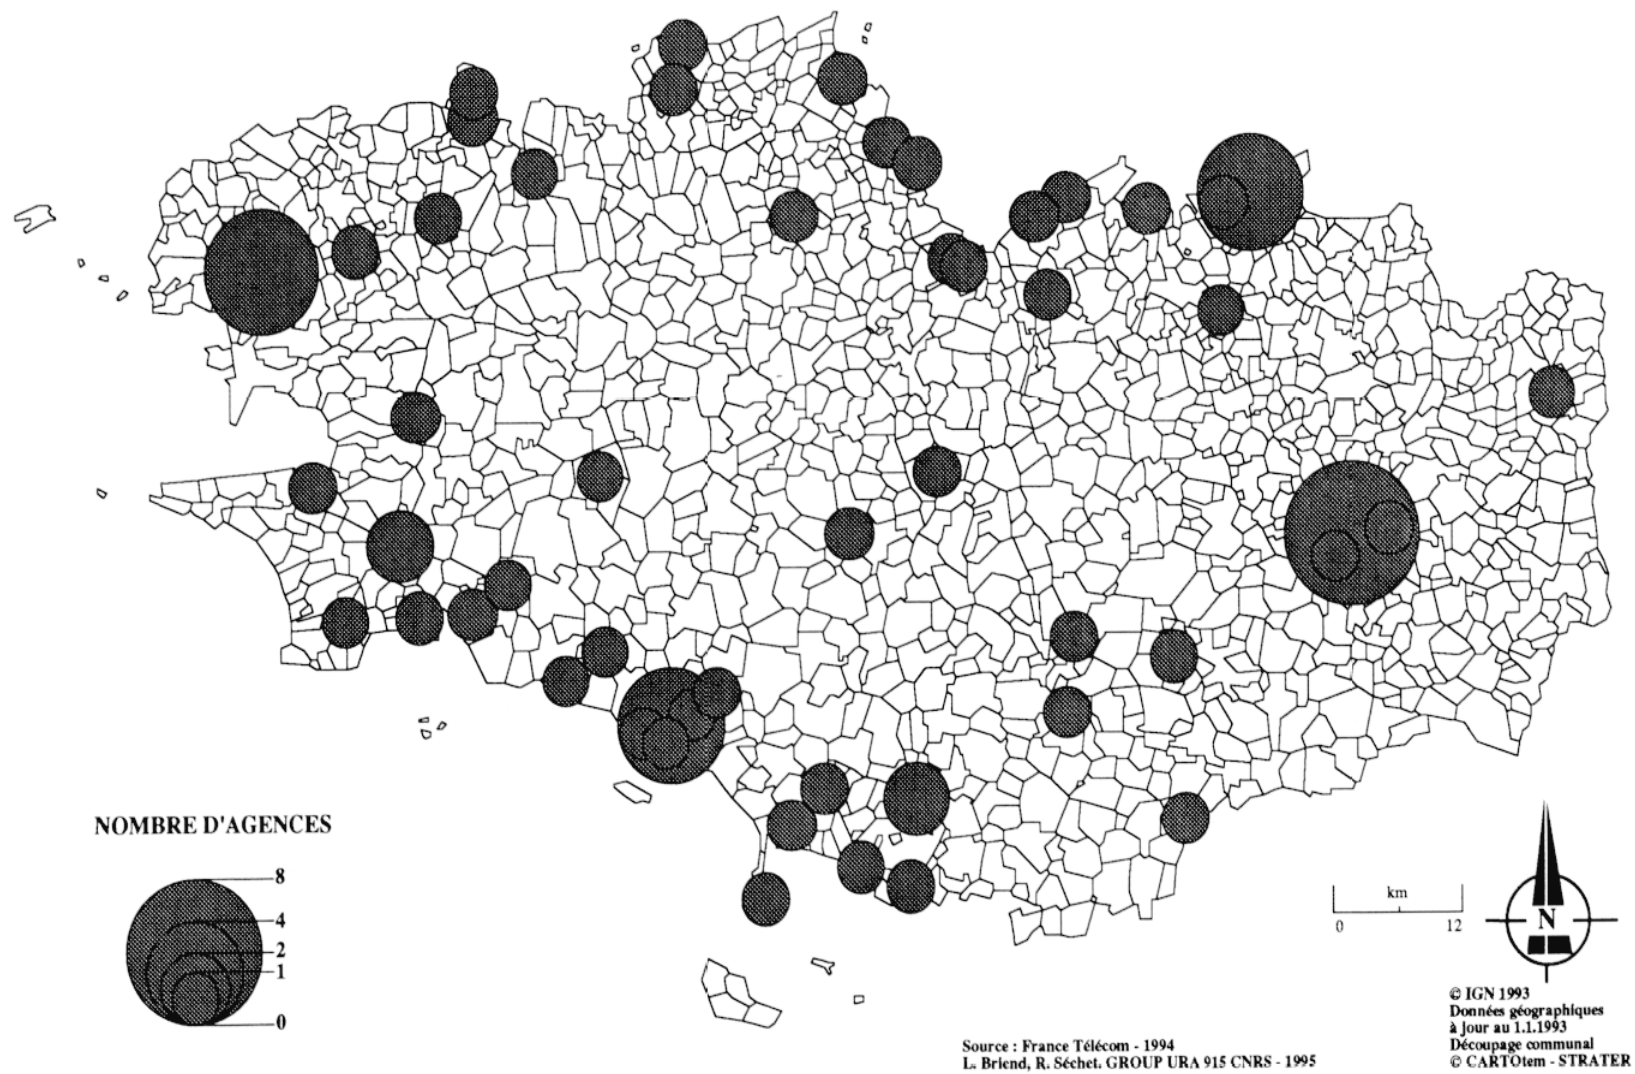 NOMBRE D'AGENCES
8
4
2
1
0
km
0 12
N
© IGN 1993
Données géographiques
à jour au 1.1.1993
Découpage communal
© CARTOtem - STRATER
Source : France Télécom - 1994
L. Briend, R. Séchet. GROUP URA 915 CNRS - 1995